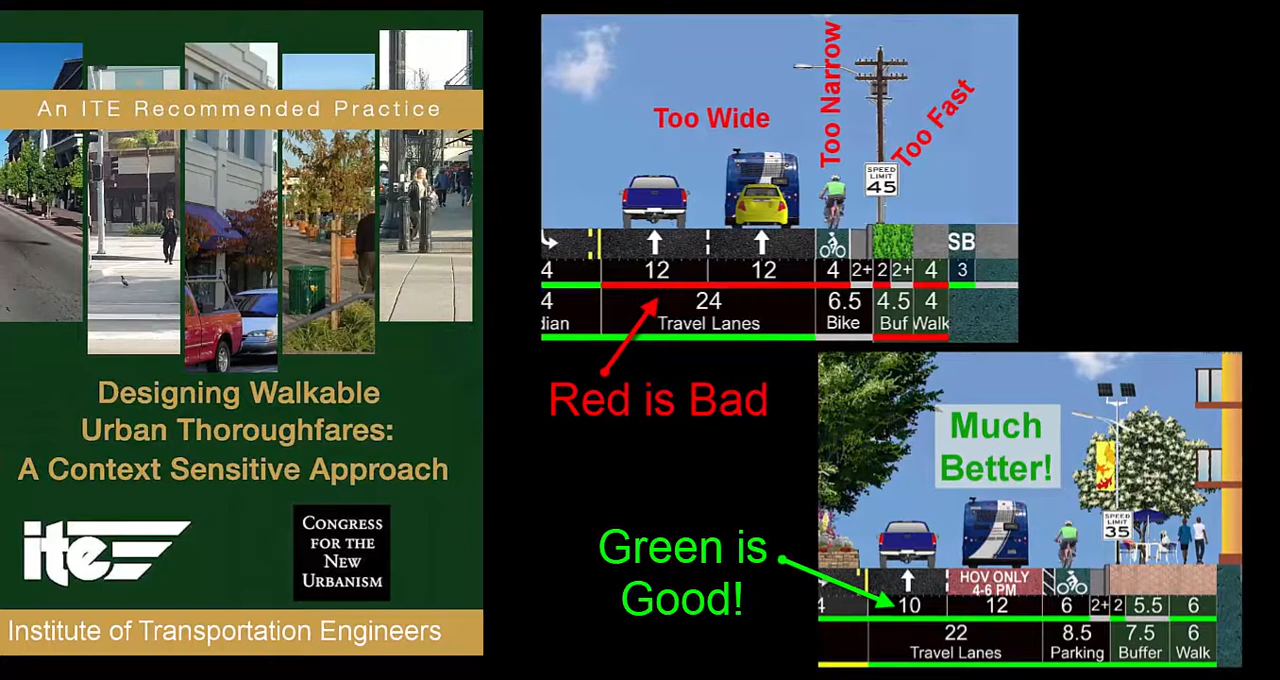 An ITE Recommended Practice
Designing Walkable
Urban Thoroughfares:
A Context Sensitive Approach
ite
CONGRESS
FOR THE
NEW
URBANISM
Institute of Transportation Engineers
Too Wide
Too Narrow
Too Fast
SPEED
LIMIT
45
SB
4 12 12 4 2+ 2 2+ 4 3
4 24 6.5 4.5 4
dian Travel Lanes Bike Buf Walk
Red is Bad
Much
Better!
SPEED
LIMIT
35
Green is
Good!
HOV ONLY
4-6 PM
4 10 12 6 2+ 2 5.5 6
22 8.5 7.5 6
Travel Lanes Parking Buffer Walk